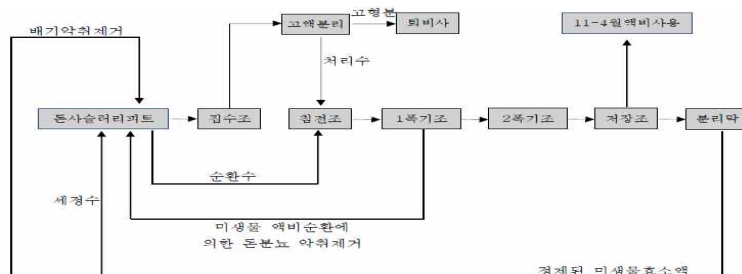 고형분
고액분리
퇴비사
11-4월액비사용
배기악취제거
처리수
돈사슬러리피트
집수조
침전조
1폭기조
2폭기조
저장조
분리막
순환수
세정수
미생물 액비순환에
의한 돈분뇨 악취제거
정제된 미생물효소액